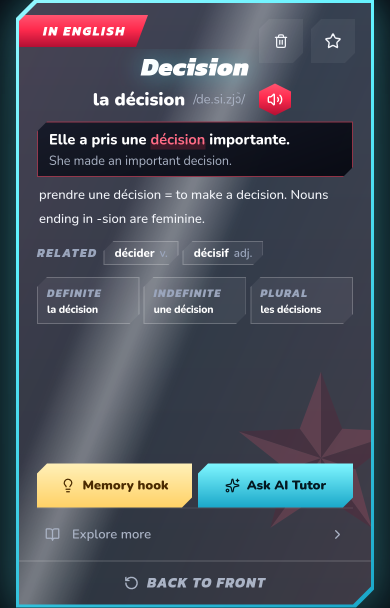 IN ENGLISH
Decision
la décision /de.si.zjɔ̃/
Elle a pris une décision importante.
She made an important decision.
prendre une décision = to make a decision. Nouns
ending in -sion are feminine.
RELATED décider v. décisif adj.
DEFINITE INDEFINITE PLURAL
la décision une décision les décisions
Memory hook Ask AI Tutor
Explore more
BACK TO FRONT